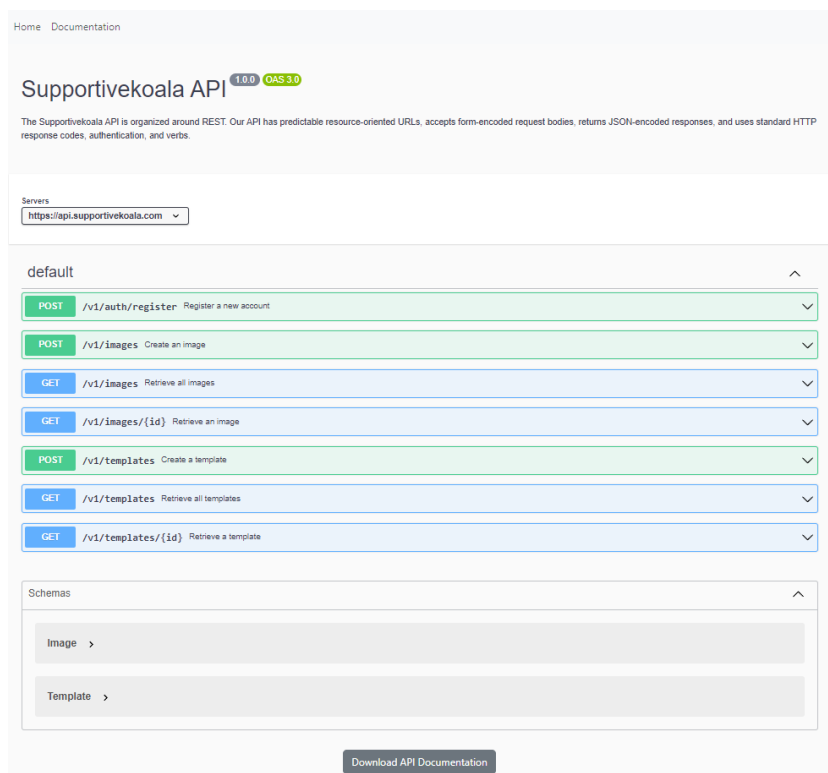 Home Documentation
Supportivekoala API 1.0.0 OAS 3.0
The Supportivekoala API is organized around REST. Our API has predictable resource-oriented URLs, accepts form-encoded request bodies, returns JSON-encoded responses, and uses standard HTTP
response codes, authentication, and verbs.
Servers
https://api.supportivekoala.com
default
POST /v1/auth/register Register a new account
POST /v1/images Create an image
GET /v1/images Retrieve all images
GET /v1/images/{id} Retrieve an image
POST /v1/templates Create a template
GET /v1/templates Retrieve all templates
GET /v1/templates/{id} Retrieve a template
Schemas
Image
Template
Download API Documentation